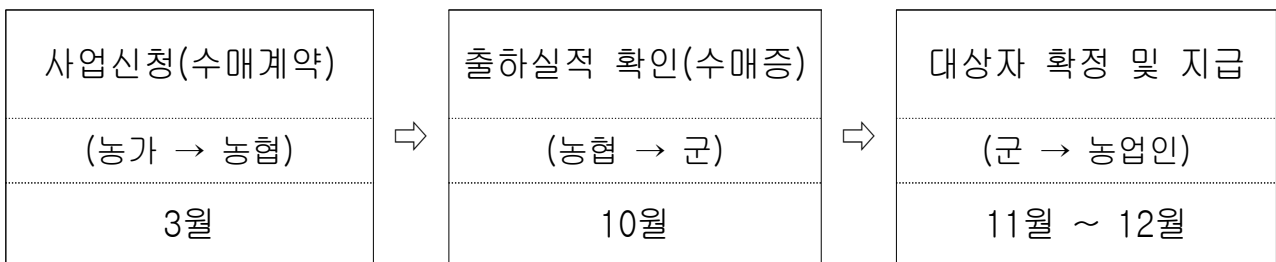 사업신청(수매계약)
(농가 → 농협)
3월
⇨
출하실적 확인(수매증)
(농협 → 군)
10월
⇨
대상자 확정 및 지급
(군 → 농업인)
11월 ~ 12월